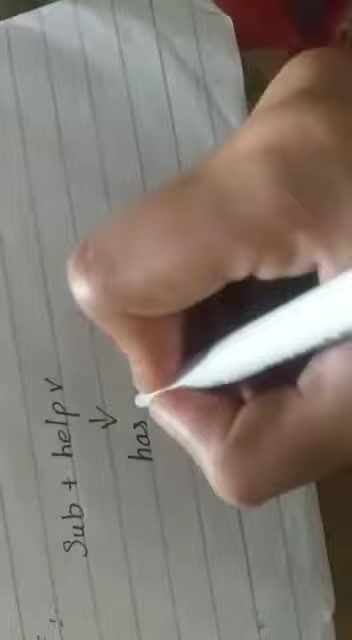 Sub + help v
↓
has